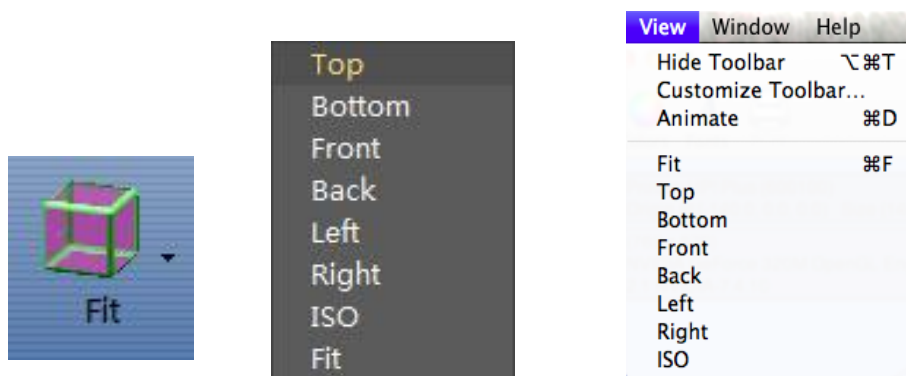 Fit
Top
Bottom
Front
Back
Left
Right
ISO
Fit
View Window Help
Hide Toolbar ⌥⌘T
Customize Toolbar...
Animate ⌘D
Fit ⌘F
Top
Bottom
Front
Back
Left
Right
ISO